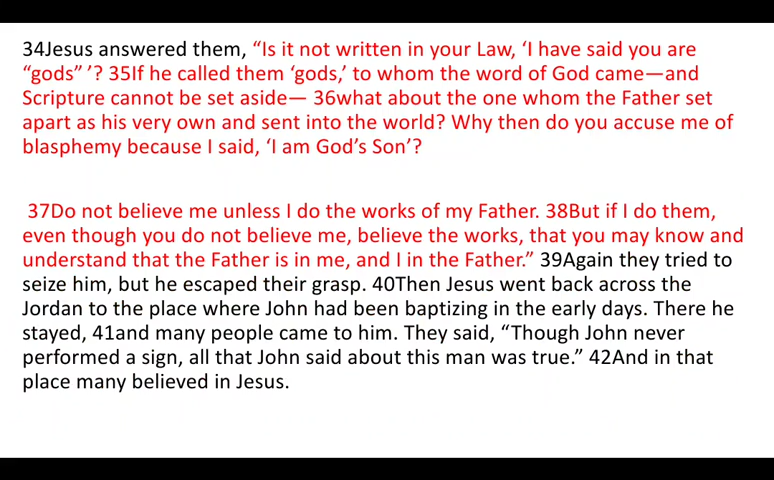 34Jesus answered them, “Is it not written in your Law, ‘I have said you are
“gods” ’? 35If he called them ‘gods,’ to whom the word of God came—and
Scripture cannot be set aside— 36what about the one whom the Father set
apart as his very own and sent into the world? Why then do you accuse me of
blasphemy because I said, ‘I am God’s Son’?
37Do not believe me unless I do the works of my Father. 38But if I do them,
even though you do not believe me, believe the works, that you may know and
understand that the Father is in me, and I in the Father.” 39Again they tried to
seize him, but he escaped their grasp. 40Then Jesus went back across the
Jordan to the place where John had been baptizing in the early days. There he
stayed, 41and many people came to him. They said, “Though John never
performed a sign, all that John said about this man was true.” 42And in that
place many believed in Jesus.